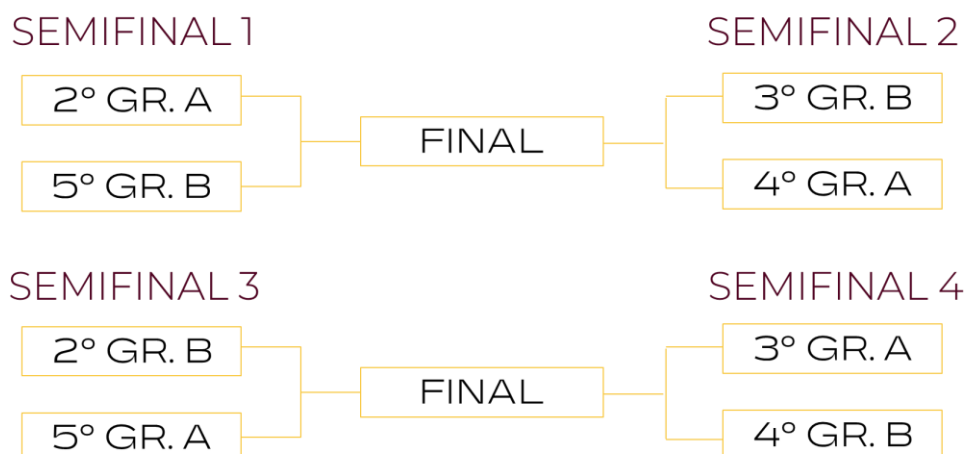 SEMIFINAL 1
SEMIFINAL 2
2º GR. A
3º GR. B
FINAL
5º GR. B
4º GR. A
SEMIFINAL 3
SEMIFINAL 4
2º GR. B
3º GR. A
FINAL
5º GR. A
4º GR. B